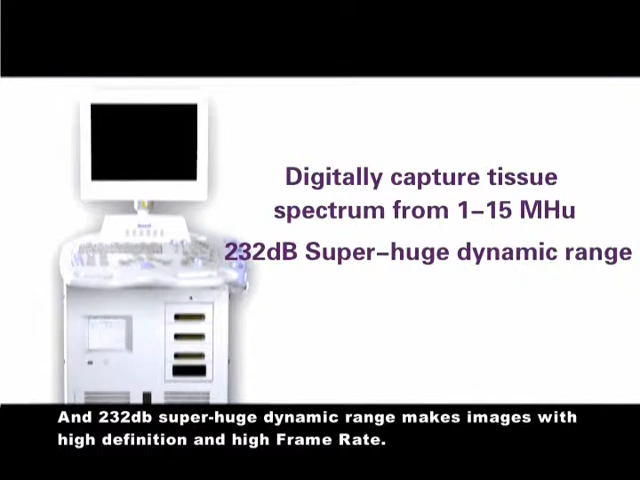 Digitally capture tissue
spectrum from 1–15 MHu
232dB Super–huge dynamic range
And 232db super-huge dynamic range makes images with
high definition and high Frame Rate.